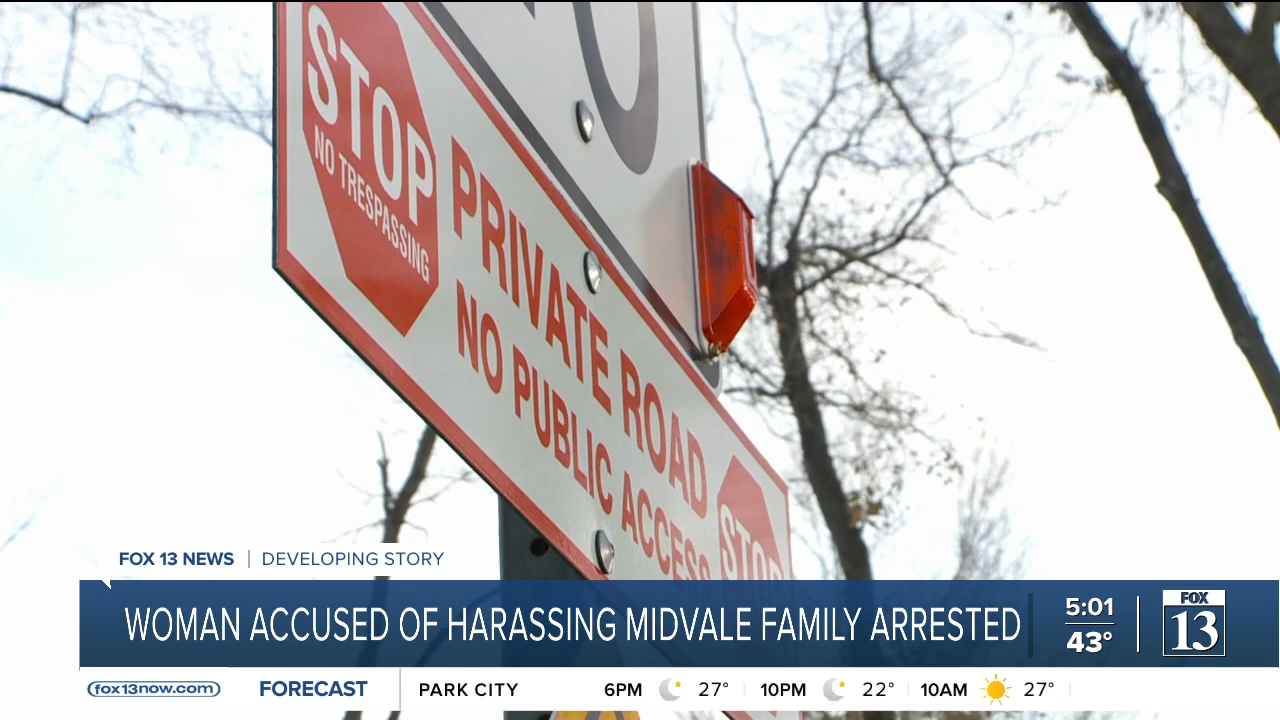 STOP
NO TRESPASSING
PRIVATE ROAD
NO PUBLIC ACCESS
STOP
FOX 13 NEWS | DEVELOPING STORY
WOMAN ACCUSED OF HARASSING MIDVALE FAMILY ARRESTED
5:01
43°
FOX
13
fox13now.com FORECAST PARK CITY 6PM 27° 10PM 22° 10AM 27°